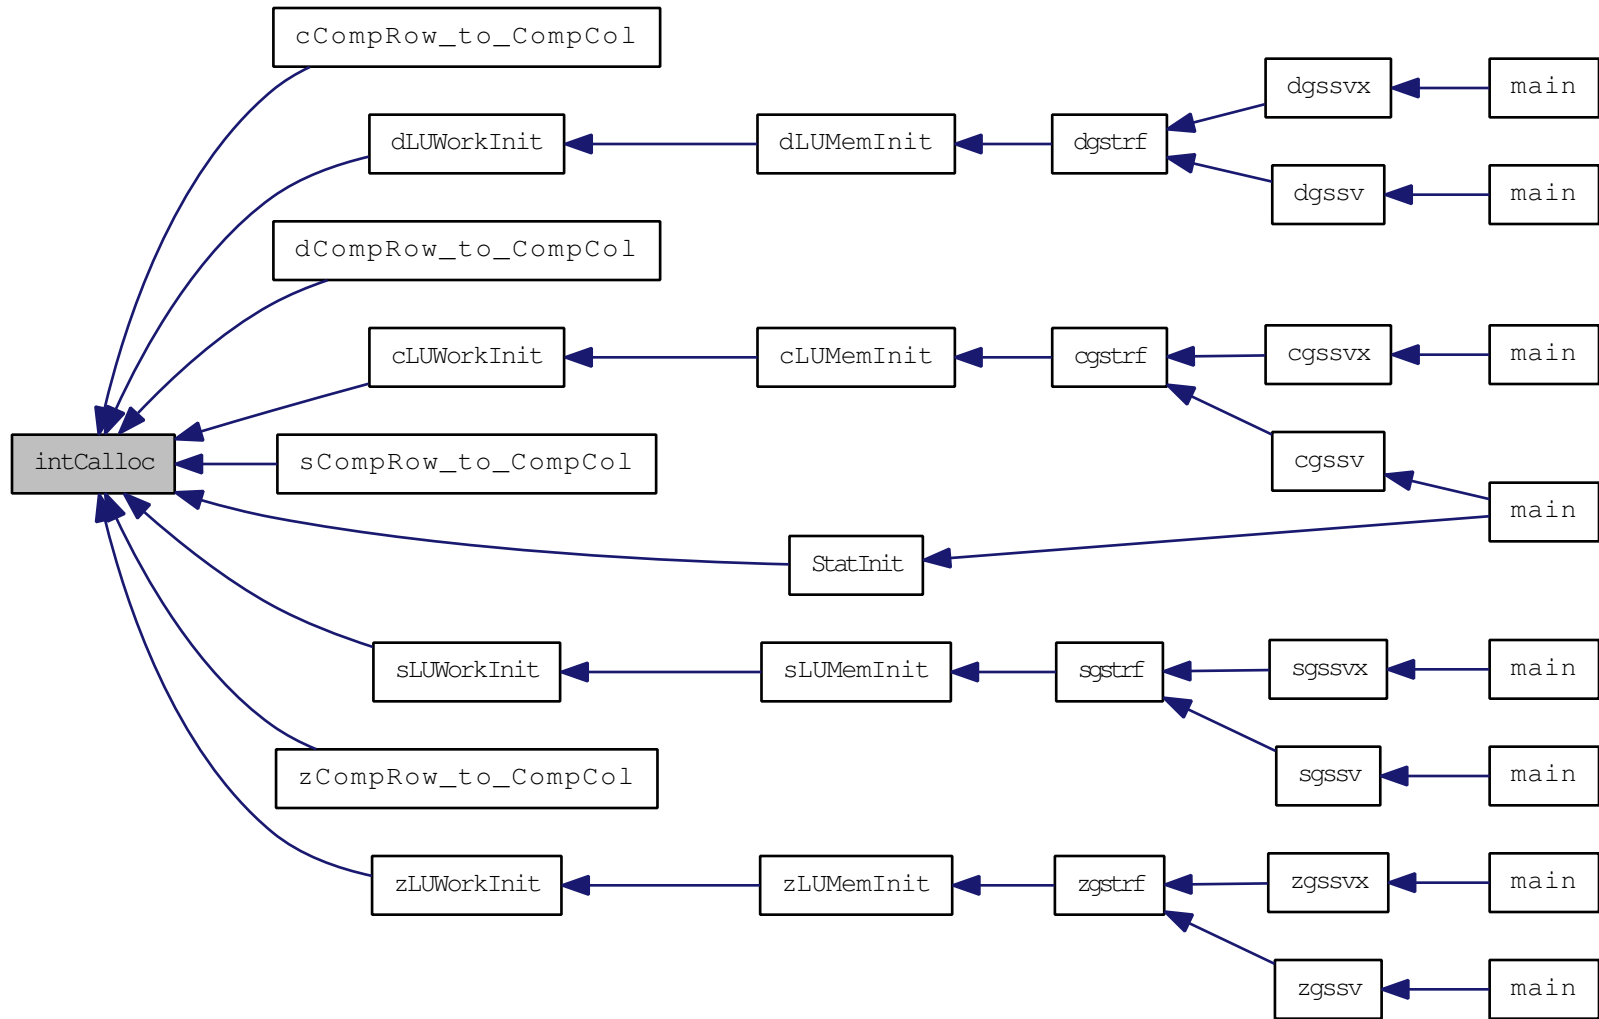 cCompRow_to_CompCol
dgssvx
main
dLUWorkInit
dLUMemInit
dgstrf
dgssv
main
dCompRow_to_CompCol
cLUWorkInit
cLUMemInit
cgstrf
cgssvx
main
intCalloc
sCompRow_to_CompCol
cgssv
main
StatInit
sLUWorkInit
sLUMemInit
sgstrf
sgssvx
main
zCompRow_to_CompCol
sgssv
main
zLUWorkInit
zLUMemInit
zgstrf
zgssvx
main
zgssv
main